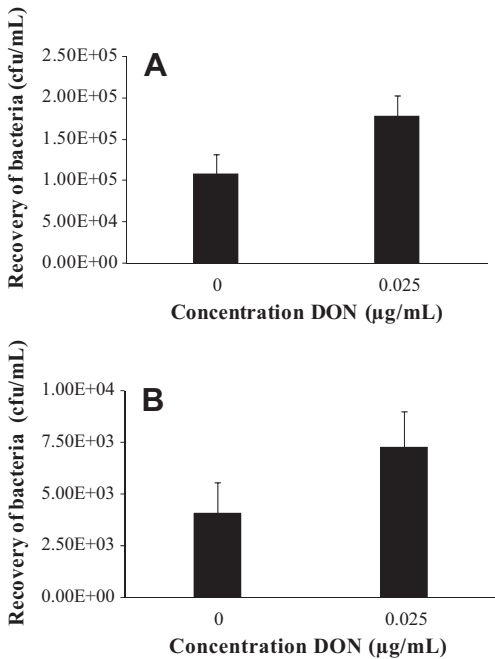 A
Recovery of bacteria (cfu/mL)
2.50E+05
2.00E+05
1.50E+05
1.00E+05
5.00E+04
0.00E+00
0 0.025
Concentration DON (µg/mL)
B
Recovery of bacteria (cfu/mL)
1.00E+04
7.50E+03
5.00E+03
2.50E+03
0.00E+00
0 0.025
Concentration DON (µg/mL)